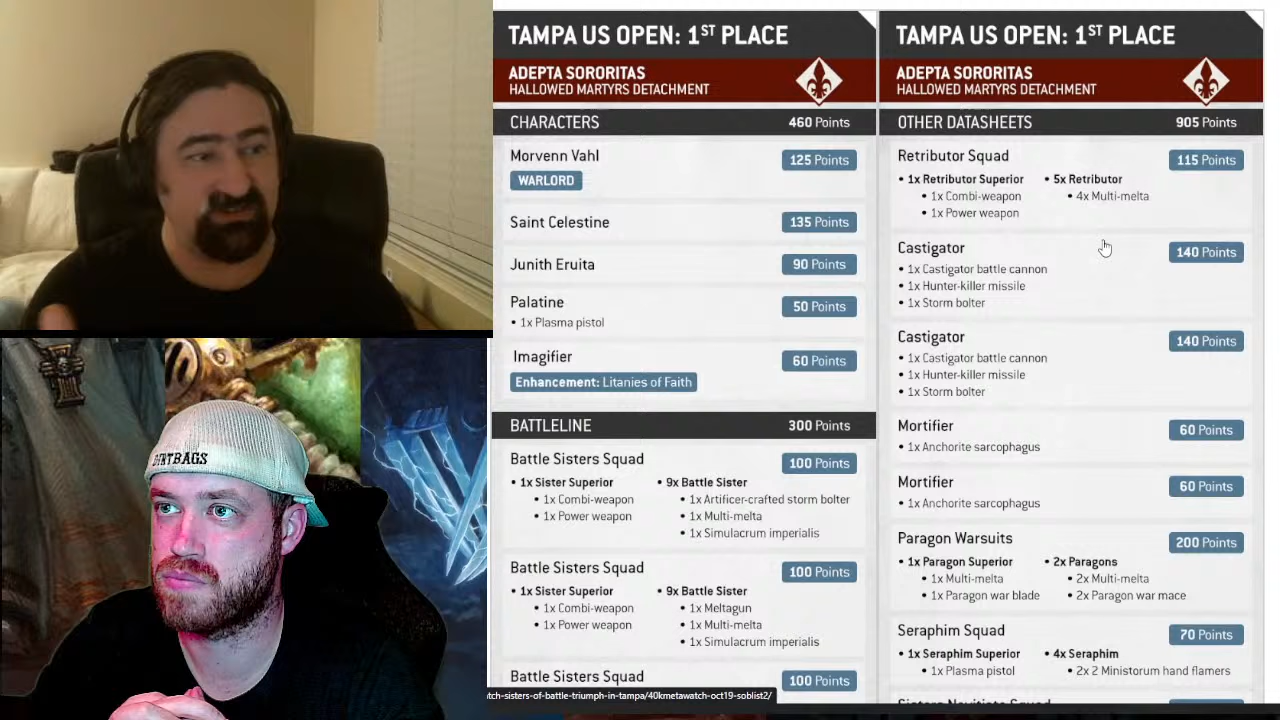 TAMPA US OPEN: 1ST PLACE
ADEPTA SORORITAS
HALLOWED MARTYRS DETACHMENT
CHARACTERS 460 Points
Morvenn Vahl 125 Points
WARLORD
Saint Celestine 135 Points
Junith Eruita 90 Points
Palatine 50 Points
• 1x Plasma pistol
Imagifier 60 Points
Enhancement: Litanies of Faith
BATTLELINE 300 Points
Battle Sisters Squad 100 Points
• 1x Sister Superior • 9x Battle Sister
• 1x Combi-weapon • 1x Artificer-crafted storm bolter
• 1x Power weapon • 1x Multi-melta
• 1x Simulacrum imperialis
Battle Sisters Squad 100 Points
• 1x Sister Superior • 9x Battle Sister
• 1x Combi-weapon • 1x Meltagun
• 1x Power weapon • 1x Multi-melta
• 1x Simulacrum imperialis
Battle Sisters Squad 100 Points
tch-sisters-of-battle-triumph-in-tampa/40kmetawatch-oct19-soblist2/
TAMPA US OPEN: 1ST PLACE
ADEPTA SORORITAS
HALLOWED MARTYRS DETACHMENT
OTHER DATASHEETS 905 Points
Retributor Squad 115 Points
• 1x Retributor Superior • 5x Retributor
• 1x Combi-weapon • 4x Multi-melta
• 1x Power weapon
Castigator 140 Points
• 1x Castigator battle cannon
• 1x Hunter-killer missile
• 1x Storm bolter
Castigator 140 Points
• 1x Castigator battle cannon
• 1x Hunter-killer missile
• 1x Storm bolter
Mortifier 60 Points
• 1x Anchorite sarcophagus
Mortifier 60 Points
• 1x Anchorite sarcophagus
Paragon Warsuits 200 Points
• 1x Paragon Superior • 2x Paragons
• 1x Multi-melta • 2x Multi-melta
• 1x Paragon war blade • 2x Paragon war mace
Seraphim Squad 70 Points
• 1x Seraphim Superior • 4x Seraphim
• 1x Plasma pistol • 2x 2 Ministorum hand flamers
Sisters Novitiate Squad
DIRTBAGS